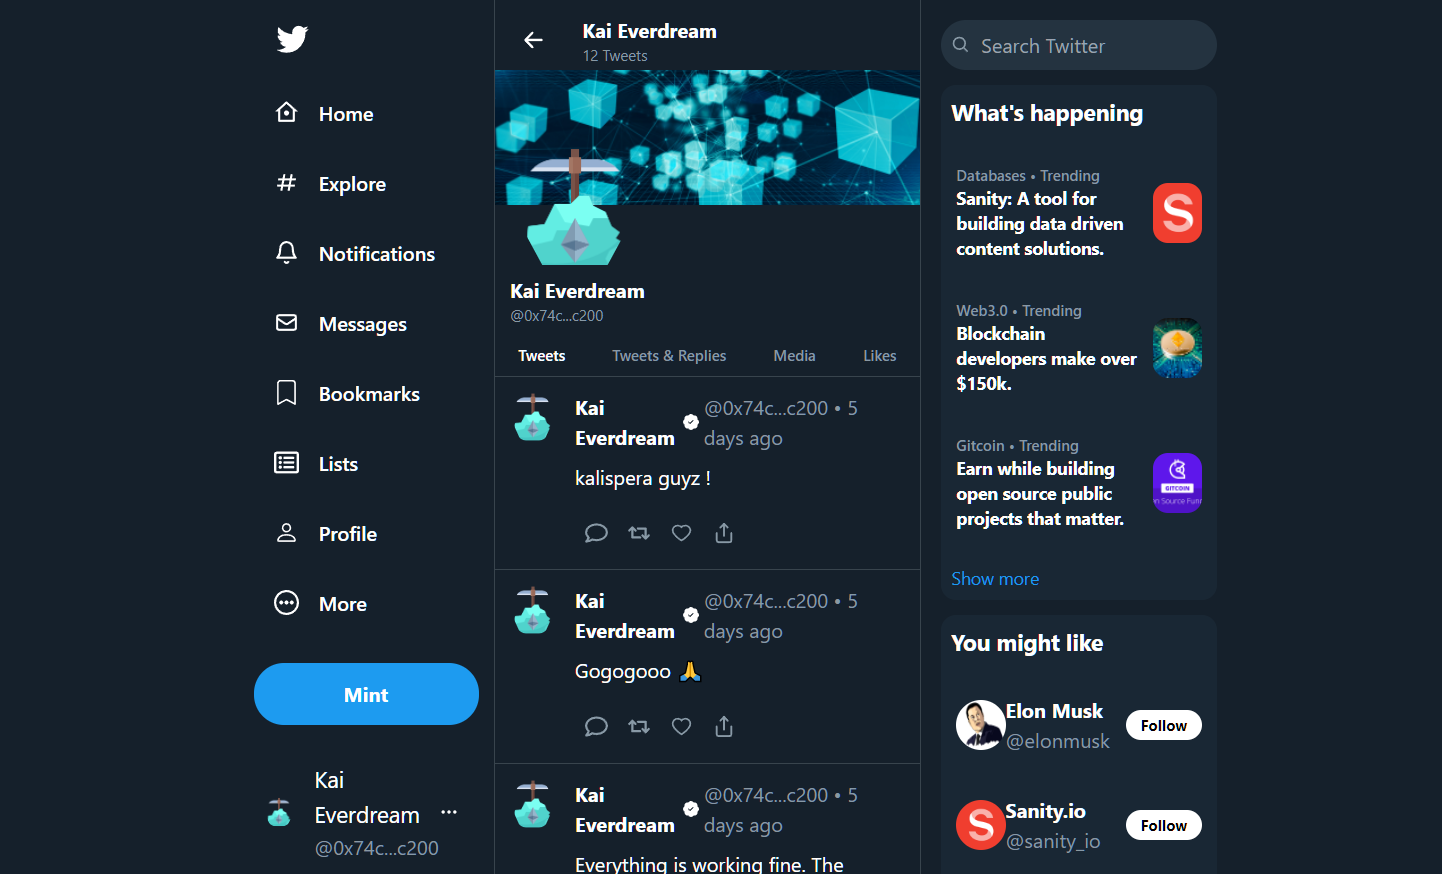 Home
Explore
Notifications
Messages
Bookmarks
Lists
Profile
More
Mint
Kai
Everdream
@0x74c...c200
Kai Everdream
12 Tweets
Kai Everdream
@0x74c...c200
Tweets
Tweets & Replies
Media
Likes
Kai
Everdream
@0x74c...c200 • 5
days ago
kalispera guyz !
Kai
Everdream
@0x74c...c200 • 5
days ago
Gogogooo 🙏
Kai
Everdream
@0x74c...c200 • 5
days ago
Everything is working fine. The
Search Twitter
What's happening
Databases • Trending
Sanity: A tool for
building data driven
content solutions.
S
Web3.0 • Trending
Blockchain
developers make over
$150k.
Gitcoin • Trending
Earn while building
open source public
projects that matter.
GITCOIN
n Source Fun
Show more
You might like
Elon Musk
@elonmusk
Follow
S
Sanity.io
@sanity_io
Follow